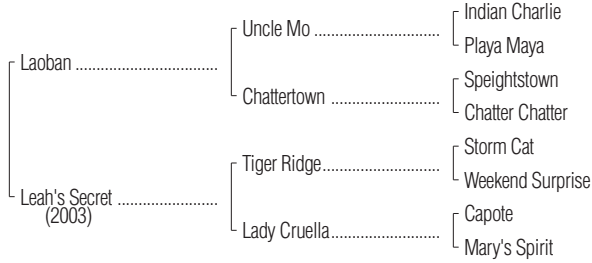 Indian Charlie
Uncle Mo ................................
Playa Maya
Laoban ...................................
Speightstown
Chattertown ...........................
Chatter Chatter
Storm Cat
Tiger Ridge.............................
Weekend Surprise
Leah's Secret .........................
(2003)
Capote
Lady Cruella...........................
Mary's Spirit